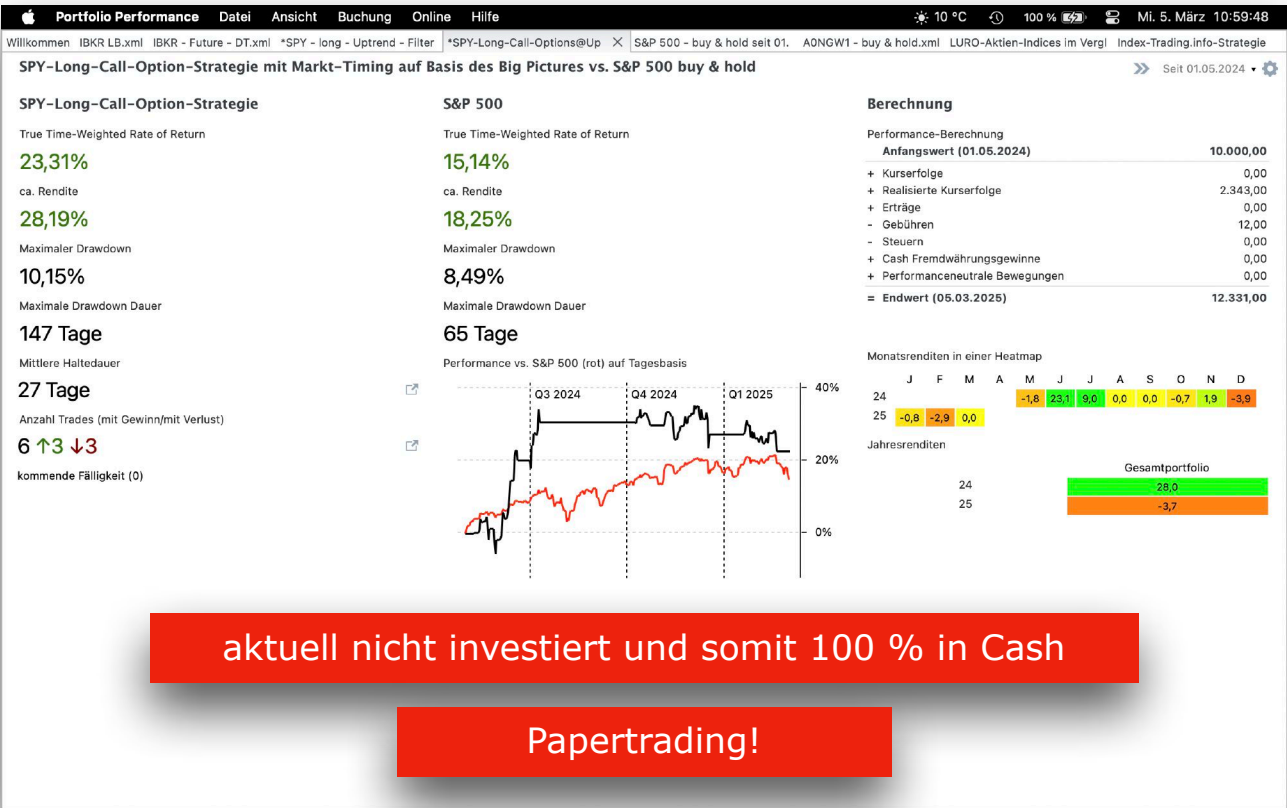 Portfolio Performance Datei Ansicht Buchung Online Hilfe 10 °C 100 % Mi. 5. März 10:59:48
Willkommen IBKR LB.xml IBKR - Future - DT.xml *SPY - long - Uptrend - Filter *SPY-Long-Call-Options@Up S&P 500 - buy & hold seit 01. A0NGW1 - buy & hold.xml LURO-Aktien-Indices im Vergl Index-Trading.info-Strategie
SPY-Long-Call-Option-Strategie mit Markt-Timing auf Basis des Big Pictures vs. S&P 500 buy & hold
Seit 01.05.2024
SPY-Long-Call-Option-Strategie
True Time-Weighted Rate of Return
23,31%
ca. Rendite
28,19%
Maximaler Drawdown
10,15%
Maximale Drawdown Dauer
147 Tage
Mittlere Haltedauer
27 Tage
Anzahl Trades (mit Gewinn/mit Verlust)
6 ↑3 ↓3
kommende Fälligkeit (0)
S&P 500
True Time-Weighted Rate of Return
15,14%
ca. Rendite
18,25%
Maximaler Drawdown
8,49%
Maximale Drawdown Dauer
65 Tage
Performance vs. S&P 500 (rot) auf Tagesbasis
Q3 2024 Q4 2024 Q1 2025
40%
20%
0%
Berechnung
Performance-Berechnung
Anfangswert (01.05.2024) 10.000,00
+ Kurserfolge 0,00
+ Realisierte Kurserfolge 2.343,00
+ Erträge 0,00
- Gebühren 12,00
- Steuern 0,00
+ Cash Fremdwährungsgewinne 0,00
+ Performanceneutrale Bewegungen 0,00
= Endwert (05.03.2025) 12.331,00
Monatsrenditen in einer Heatmap
J F M A M J J A S O N D
24 -1,8 23,1 9,0 0,0 0,0 -0,7 1,9 -3,9
25 -0,8 -2,9 0,0
Jahresrenditen
Gesamtportfolio
24 28,0
25 -3,7
aktuell nicht investiert und somit 100 % in Cash
Papertrading!